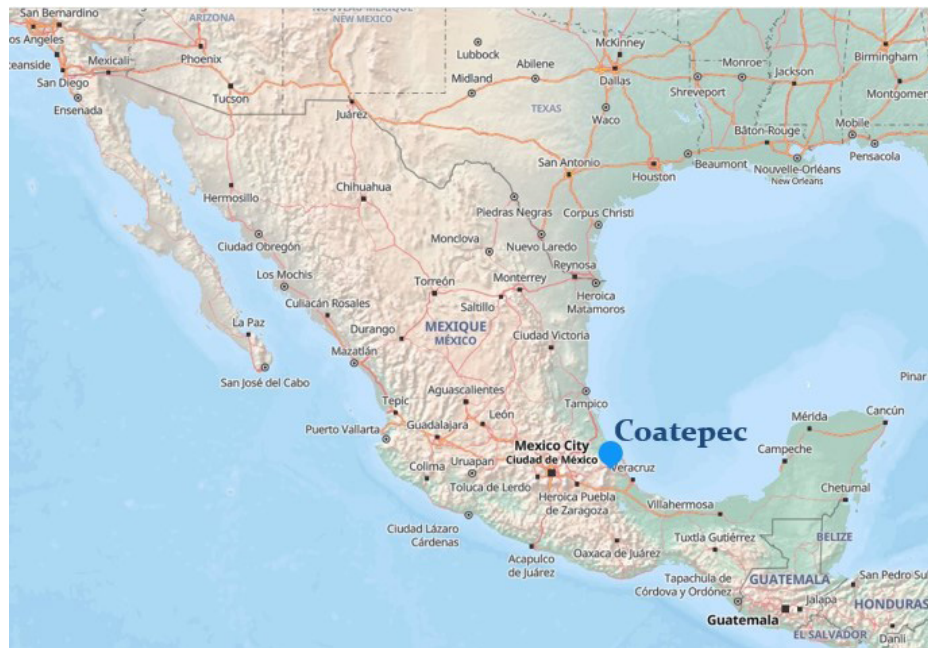 San Bernardino
ARIZONA
NEW MEXICO
Los Angeles
Phoenix
Lubbock
Abilene
McKinney
Dallas
Midland
Monroe
Shreveport
Jackson
Birmingham
Montgomer
ceanside
Mexicali
San Diego
Ensenada
Tucson
Juárez
TEXAS
Waco
Bâton-Rouge
Mobile
Pensacola
San Antonio
Houston
Beaumont
Nouvelle-Orléans
New Orleans
Hermosillo
Chihuahua
Piedras Negras
Corpus Christi
Ciudad Obregón
Monclova
Nuevo Laredo
Los Mochis
Torreón
Monterrey
Reynosa
Culiacán Rosales
Saltillo
Heroica
Matamoros
La Paz
Durango
MEXIQUE
MÉXICO
Ciudad Victoria
Mazatlán
San José del Cabo
Aguascalientes
Tampico
Pinar
Tepic
León
Puerto Vallarta
Guadalajara
Coatepec
Mérida
Cancún
Mexico City
Ciudad de México
Colima
Uruapan
Toluca de Lerdo
Veracruz
Campeche
Heroica Puebla
de Zaragoza
Villahermosa
Chetumal
Ciudad Lázaro
Cárdenas
Acapulco
de Juárez
Oaxaca de Juárez
Tuxtla Gutiérrez
BELIZE
Tapachula de
Córdova y Ordóñez
GUATEMALA
San Pedro Sul
Guatemala
Jalapa
HONDURAS
EL SALVADOR
Danlí